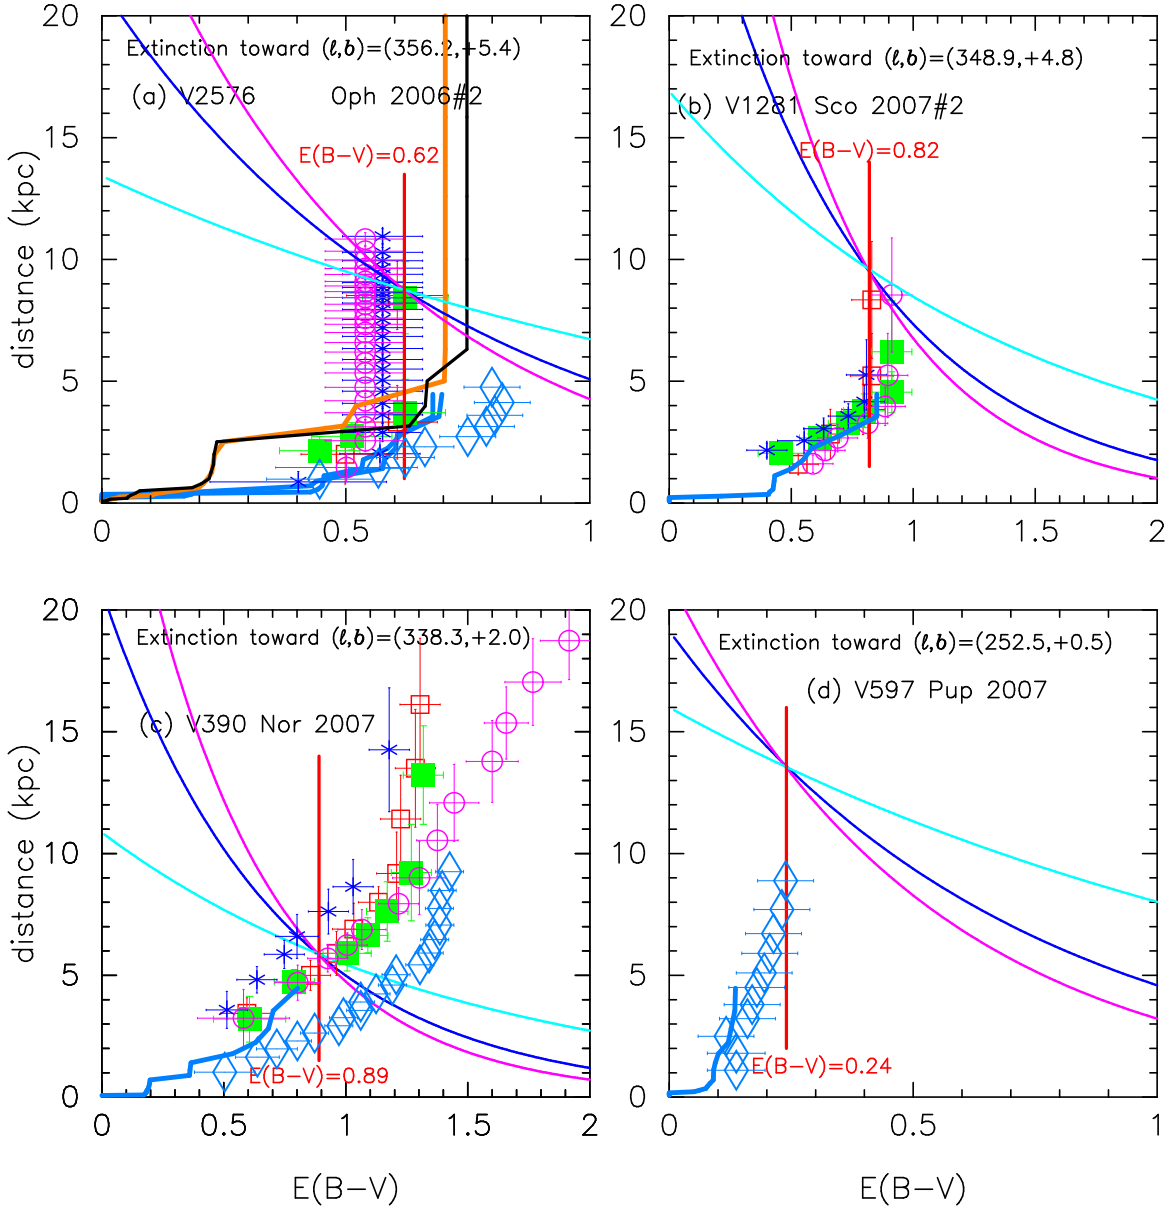 20
15
10
5
0
distance (kpc)
Extinction toward (ℓ,b)=(356.2,+5.4)
(a) V2576 Oph 2006#2
E(B−V)=0.62
0 0.5 1
20
15
10
5
0
Extinction toward (ℓ,b)=(348.9,+4.8)
(b) V1281 Sco 2007#2
E(B−V)=0.82
0 0.5 1 1.5 2
20
15
10
5
0
distance (kpc)
Extinction toward (ℓ,b)=(338.3,+2.0)
(c) V390 Nor 2007
E(B−V)=0.89
0 0.5 1 1.5 2
E(B−V)
20
15
10
5
0
Extinction toward (ℓ,b)=(252.5,+0.5)
(d) V597 Pup 2007
E(B−V)=0.24
0 0.5 1
E(B−V)